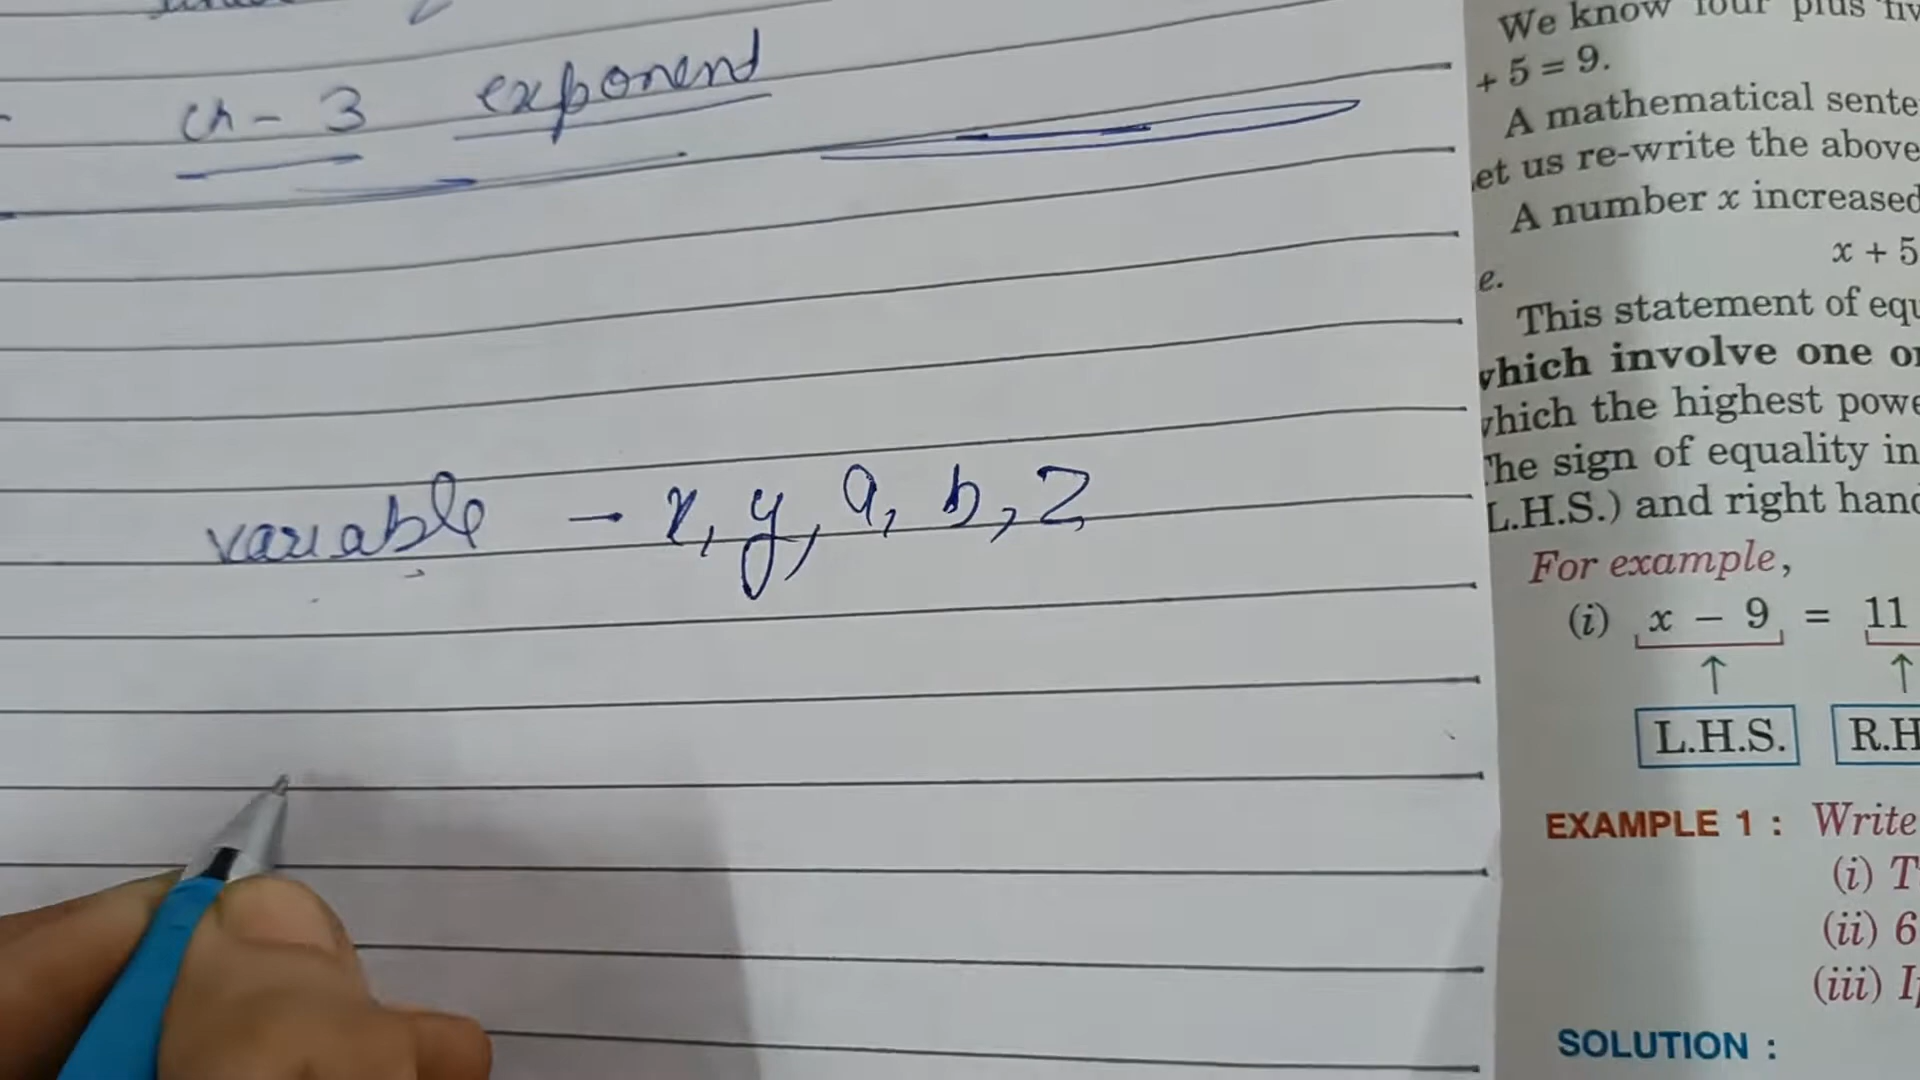 ch - 3 exponend
variable - x, y, a, b, z
We know four plus
+ 5 = 9.
A mathematical sente
et us re-write the above
A number x increased
x + 5
e.
This statement of equ
which involve one or
which the highest powe
The sign of equality in
L.H.S.) and right hand
For example,
(i) x − 9 = 11
↑ ↑
L.H.S. R.H
EXAMPLE 1 : Write
(i) T
(ii) 6
(iii) I
SOLUTION :